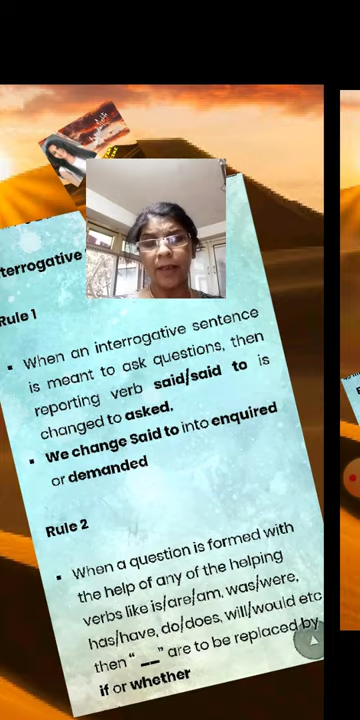 terrogative
Rule 1
When an interrogative sentence
is meant to ask questions, then
reporting verb said/said to is
changed to asked.
We change Said to into enquired
or demanded
Rule 2
When a question is formed with
the help of any of the helping
verbs like is/are/am, was/were,
has/have, do/does, will/would etc
then “ __” are to be replaced by
if or whether